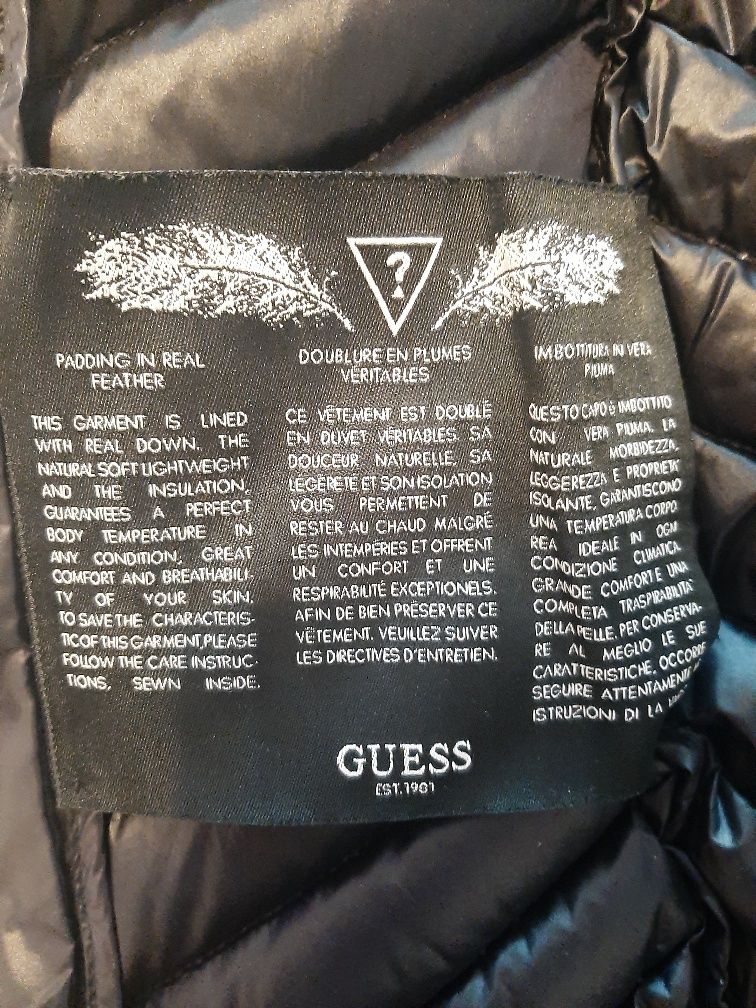 ?
PADDING IN REAL
FEATHER
THIS GARMENT IS LINED
WITH REAL DOWN. THE
NATURAL SOFT LIGHTWEIGHT
AND THE INSULATION,
GUARANTEES A PERFECT
BODY TEMPERATURE IN
ANY CONDITION, GREAT
COMFORT AND BREATHABILI-
TY OF YOUR SKIN.
TO SAVE THE CHARACTERIS-
TIC OF THIS GARMENT, PLEASE
FOLLOW THE CARE INSTRUC-
TIONS, SEWN INSIDE.
DOUBLURE EN PLUMES
VÉRITABLES
CE VÊTEMENT EST DOUBLÉ
EN DUVET VÉRITABLES. SA
DOUCEUR NATURELLE, SA
LÉGÈRETÉ ET SON ISOLATION
VOUS PERMETTENT DE
RESTER AU CHAUD MALGRÉ
LES INTEMPÉRIES ET OFFRENT
UN CONFORT ET UNE
RESPIRABILITÉ EXCEPTIONELS.
AFIN DE BIEN PRÉSERVER CE
VÊTEMENT, VEUILLEZ SUIVER
LES DIRECTIVES D'ENTRETIEN.
IMBOTTITURA IN VERA
PIUMA
QUESTO CAPO è IMBOTTITO
CON VERA PIUMA. LA
NATURALE MORBIDEZZA,
LEGGEREZZA E PROPRIETA'
ISOLANTE, GARANTISCONO
UNA TEMPERATURA CORPO
REA IDEALE IN OGNI
CONDIZIONE CLIMATICA.
GRANDE COMFORT E UNA
COMPLETA TRASPIRABILITA'
DELLA PELLE. PER CONSERVA-
RE AL MEGLIO LE SUE
CARATTERISTICHE, OCCORRE
SEGUIRE ATTENTAMENTE
ISTRUZIONI DI LA
GUESS
EST. 1981